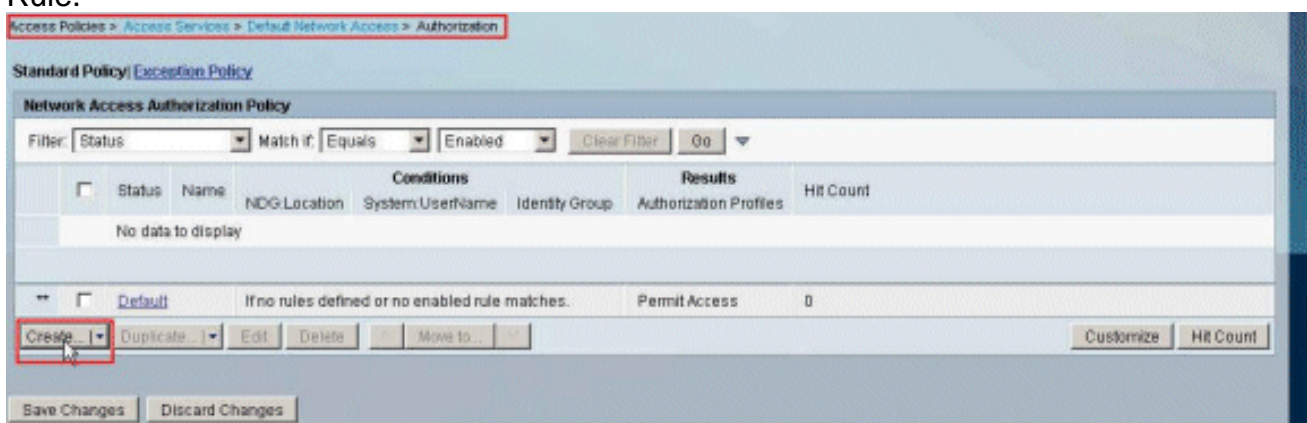 Rule.
Access Policies > Access Services > Default Network Access > Authorization
Standard Policy| Exception Policy
Network Access Authorization Policy
Filter: Status Match if: Equals Enabled Clear Filter Go
Status Name Conditions Results Hit Count
NDG:Location System:UserName Identity Group Authorization Profiles
No data to display
** Default If no rules defined or no enabled rule matches. Permit Access 0
Create... Duplicate... Edit Delete Move to... Customize Hit Count
Save Changes Discard Changes